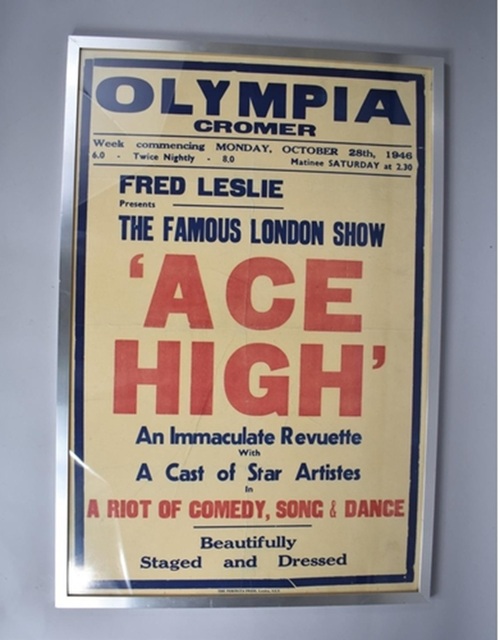 OLYMPIA
CROMER
Week commencing MONDAY, OCTOBER 28th, 1946
6.0 - Twice Nightly - 8.0 Matinee SATURDAY at 2.30
FRED LESLIE
Presents
THE FAMOUS LONDON SHOW
'ACE
HIGH'
An Immaculate Revuette
With
A Cast of Star Artistes
In
A RIOT OF COMEDY, SONG & DANCE
Beautifully
Staged and Dressed